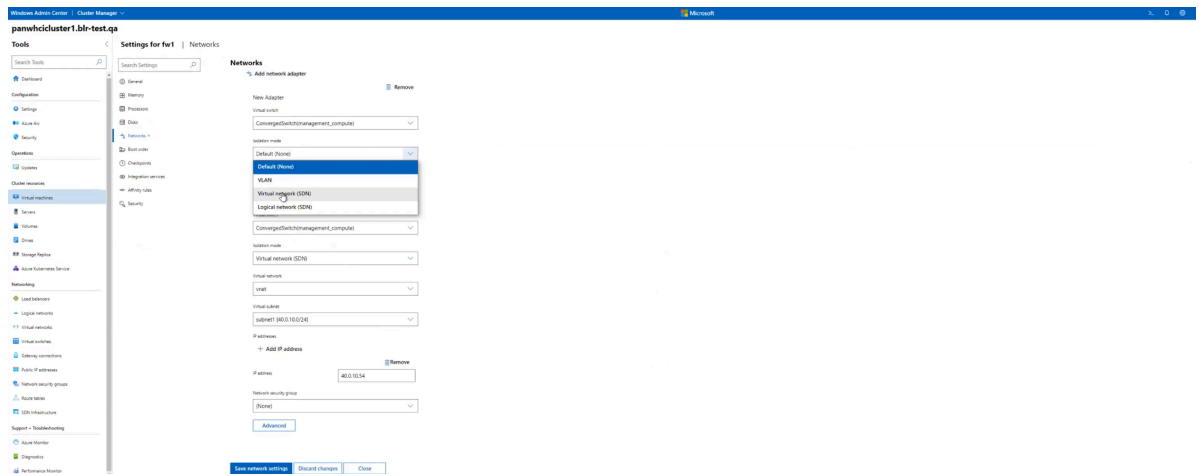 Windows Admin Center | Cluster Manager
Microsoft
panwhcicluster1.blr-test.qa
Tools
Search Tools
Dashboard
Configuration
Settings
Azure Arc
Security
Operations
Updates
Cluster resources
Virtual machines
Servers
Volumes
Drives
Storage Replica
Azure Kubernetes Service
Networking
Load balancers
Logical networks
Virtual networks
Virtual switches
Gateway connections
Public IP addresses
Network security groups
Route tables
SDN Infrastructure
Support + Troubleshooting
Azure Monitor
Diagnostics
Performance Monitor
Settings for fw1 | Networks
Search Settings
General
Memory
Processors
Disks
Networks *
Boot order
Checkpoints
Integration services
Affinity rules
Security
Networks
Add network adapter
Remove
New Adapter
Virtual switch
ConvergedSwitch(management_compute)
Isolation mode
Default (None)
Default (None)
VLAN
Virtual network (SDN)
Logical network (SDN)
ConvergedSwitch(management_compute)
Isolation mode
Virtual network (SDN)
Virtual network
vnet
Virtual subnet
subnet1 [40.0.10.0/24]
IP addresses
+ Add IP address
Remove
IP address
40.0.10.54
Network security group
(None)
Advanced
Save network settings
Discard changes
Close